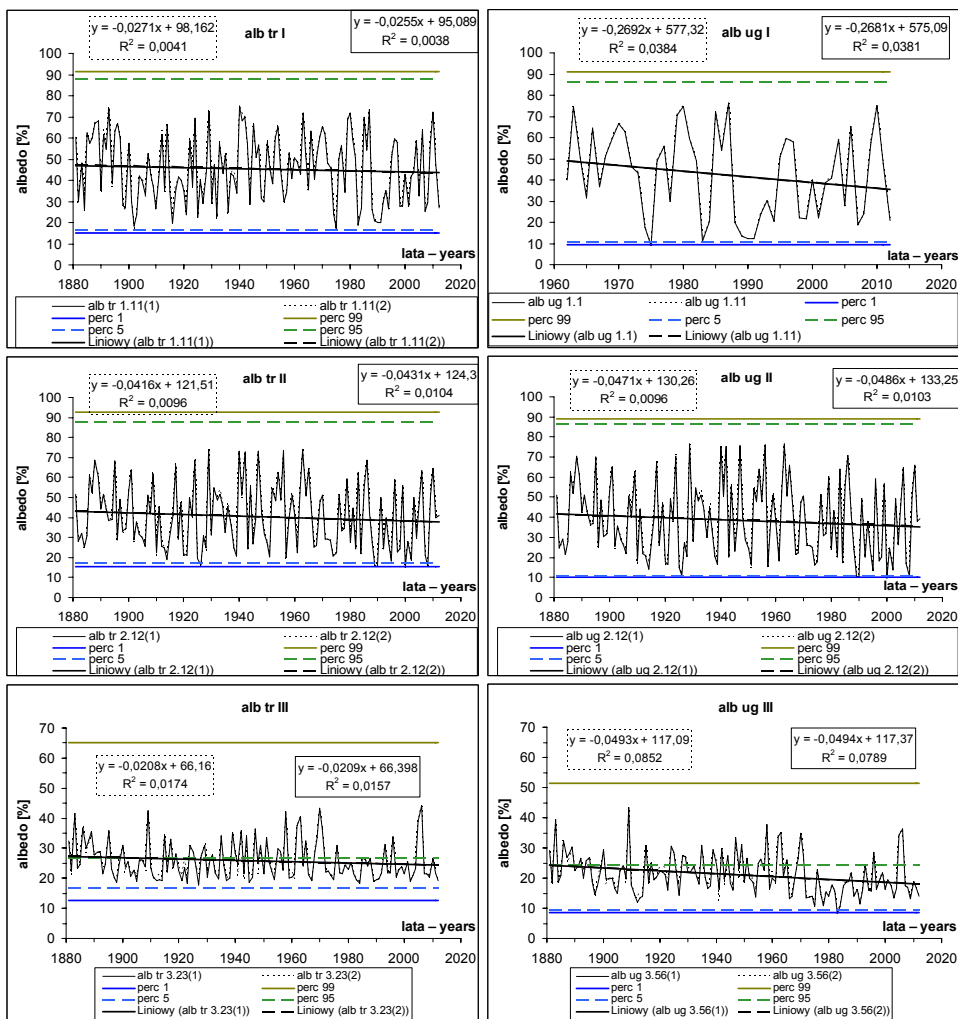 y = -0,0271x + 98,162
R² = 0,0041
alb tr I
y = -0,0255x + 95,089
R² = 0,0038
albedo [%]
100
90
80
70
60
50
40
30
20
10
0
lata – years
1880 1900 1920 1940 1960 1980 2000 2020
alb tr 1.11(1) alb tr 1.11(2)
perc 1 perc 99
perc 5 perc 95
Liniowy (alb tr 1.11(1)) Liniowy (alb tr 1.11(2))
alb ug I
y = -0,2692x + 577,32
R² = 0,0384
y = -0,2681x + 575,09
R² = 0,0381
albedo [%]
100
90
80
70
60
50
40
30
20
10
0
lata – years
1960 1970 1980 1990 2000 2010 2020
alb ug 1.1 alb ug 1.11 perc 1
perc 99 perc 5 perc 95
Liniowy (alb ug 1.1) Liniowy (alb ug 1.11)
y = -0,0416x + 121,51
R² = 0,0096
alb tr II
y = -0,0431x + 124,3
R² = 0,0104
albedo [%]
100
90
80
70
60
50
40
30
20
10
0
lata – years
1880 1900 1920 1940 1960 1980 2000 2020
alb tr 2.12(1) alb tr 2.12(2)
perc 1 perc 99
perc 5 perc 95
Liniowy (alb tr 2.12(1)) Liniowy (alb tr 2.12(2))
alb ug II
y = -0,0471x + 130,26
R² = 0,0096
y = -0,0486x + 133,25
R² = 0,0103
albedo [%]
100
90
80
70
60
50
40
30
20
10
0
lata – years
1880 1900 1920 1940 1960 1980 2000 2020
alb ug 2.12(1) alb ug 2.12(2)
perc 1 perc 99
perc 5 perc 95
Liniowy (alb ug 2.12(1)) Liniowy (alb ug 2.12(2))
alb tr III
y = -0,0208x + 66,16
R² = 0,0174
y = -0,0209x + 66,398
R² = 0,0157
albedo [%]
70
60
50
40
30
20
10
0
lata – years
1880 1900 1920 1940 1960 1980 2000 2020
alb tr 3.23(1) alb tr 3.23(2)
perc 1 perc 99
perc 5 perc 95
Liniowy (alb tr 3.23(1)) Liniowy (alb tr 3.23(2))
alb ug III
y = -0,0493x + 117,09
R² = 0,0852
y = -0,0494x + 117,37
R² = 0,0789
albedo [%]
70
60
50
40
30
20
10
0
lata – years
1880 1900 1920 1940 1960 1980 2000 2020
alb ug 3.56(1) alb ug 3.56(2)
perc 1 perc 99
perc 5 perc 95
Liniowy (alb ug 3.56(1)) Liniowy (alb ug 3.56(2))